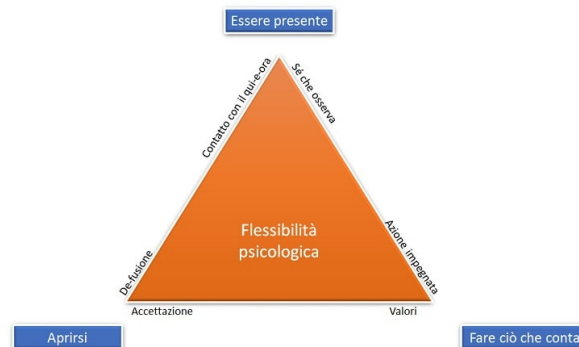 Essere presente
Contatto con il qui-e-ora
Sé che osserva
Flessibilità
psicologica
De-fusione
Azione impegnata
Accettazione
Valori
Aprirsi
Fare ciò che conta